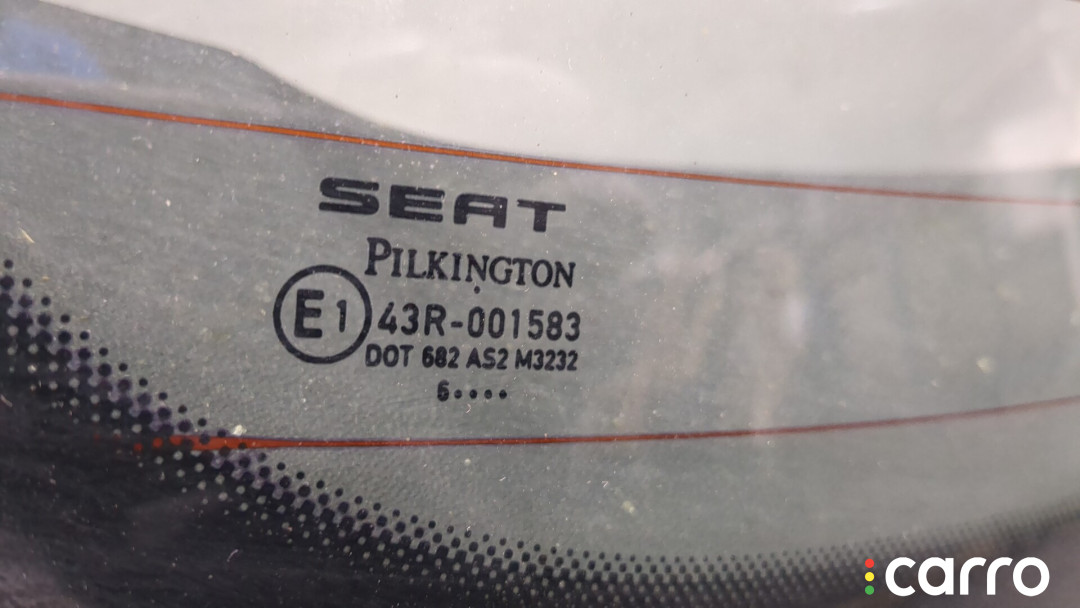 SEAT
PILKINGTON
E1 43R-001583
DOT 682 AS2 M3232
6••••
carro